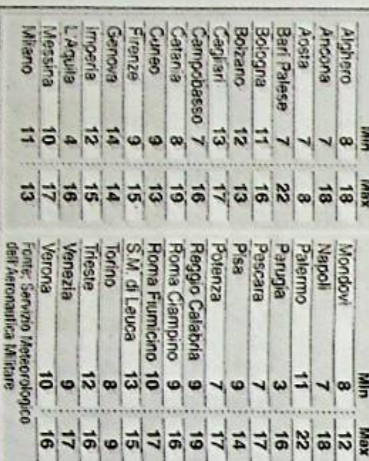 Min Max
Alghero 8 18
Ancona 7 18
Aosta 7 8
Bari Palese 7 22
Bologna 11 16
Bolzano 12 13
Cagliari 13 17
Campobasso 7 16
Catania 8 19
Cuneo 9 13
Firenze 9 15
Genova 14 14
Imperia 12 15
L'Aquila 4 16
Messina 10 17
Milano 11 13
Min Max
Mondovì 8 12
Napoli 7 18
Palermo 11 22
Perugia 3 16
Pescara 7 17
Pisa 9 14
Potenza 7 17
Reggio Calabria 9 19
Roma Ciampino 9 16
Roma Fiumicino 10 17
S.M. di Leuca 13 15
Torino 8 9
Trieste 12 16
Venezia 9 17
Verona 10 16
Fonte: Servizio Meteorologico
dell'Aeronautica Militare